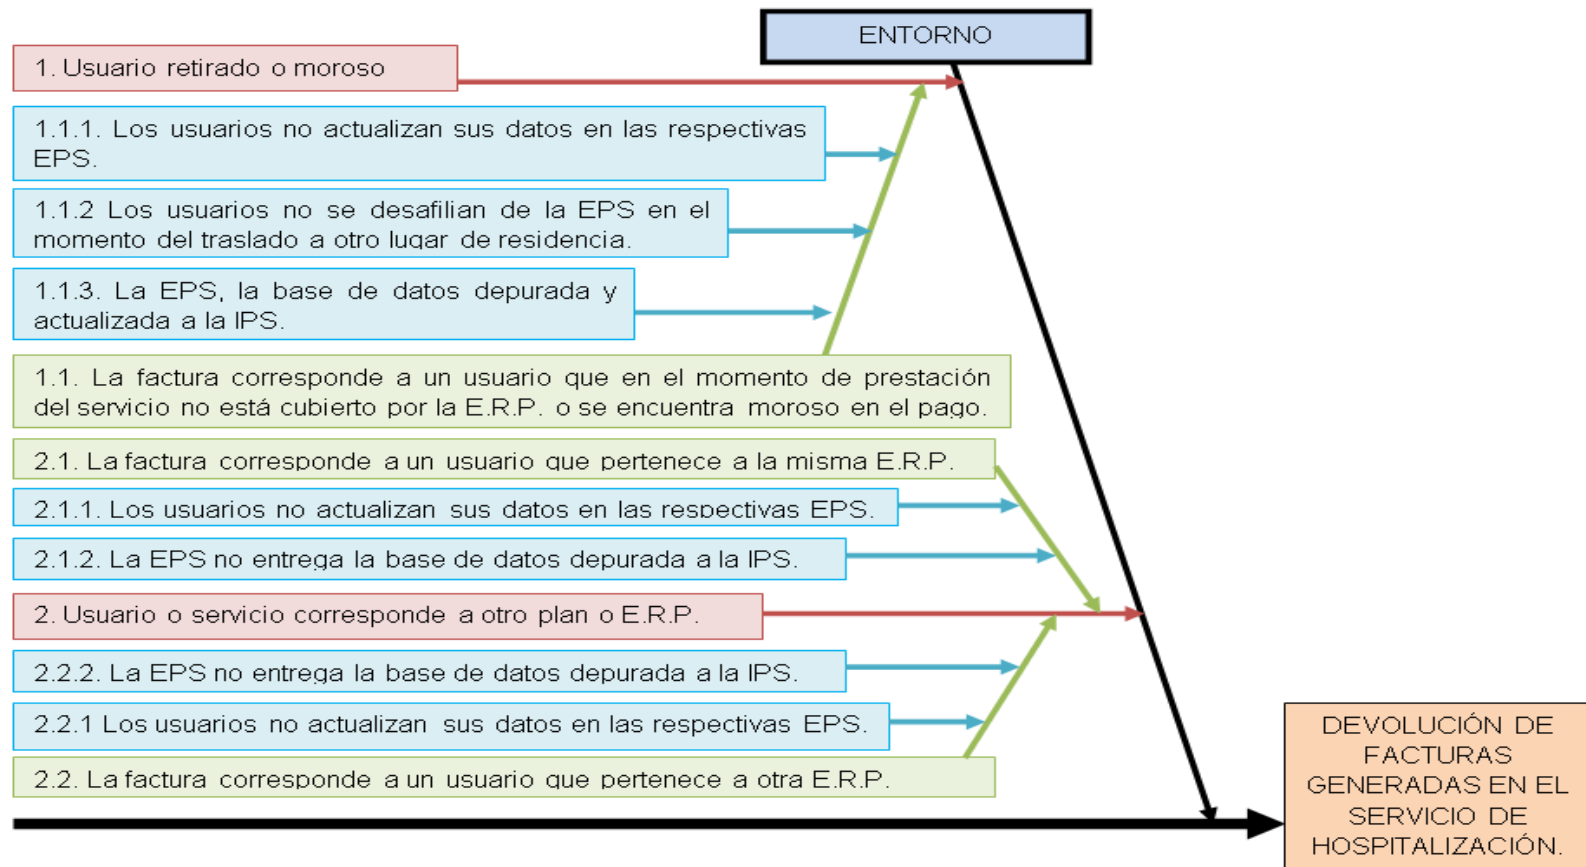 ENTORNO
1. Usuario retirado o moroso
1.1.1. Los usuarios no actualizan sus datos en las respectivas
EPS.
1.1.2 Los usuarios no se desafilian de la EPS en el
momento del traslado a otro lugar de residencia.
1.1.3. La EPS, la base de datos depurada y
actualizada a la IPS.
1.1. La factura corresponde a un usuario que en el momento de prestación
del servicio no está cubierto por la E.R.P. o se encuentra moroso en el pago.
2.1. La factura corresponde a un usuario que pertenece a la misma E.R.P.
2.1.1. Los usuarios no actualizan sus datos en las respectivas EPS.
2.1.2. La EPS no entrega la base de datos depurada a la IPS.
2. Usuario o servicio corresponde a otro plan o E.R.P.
2.2.2. La EPS no entrega la base de datos depurada a la IPS.
2.2.1 Los usuarios no actualizan sus datos en las respectivas EPS.
2.2. La factura corresponde a un usuario que pertenece a otra E.R.P.
DEVOLUCIÓN DE
FACTURAS
GENERADAS EN EL
SERVICIO DE
HOSPITALIZACIÓN.